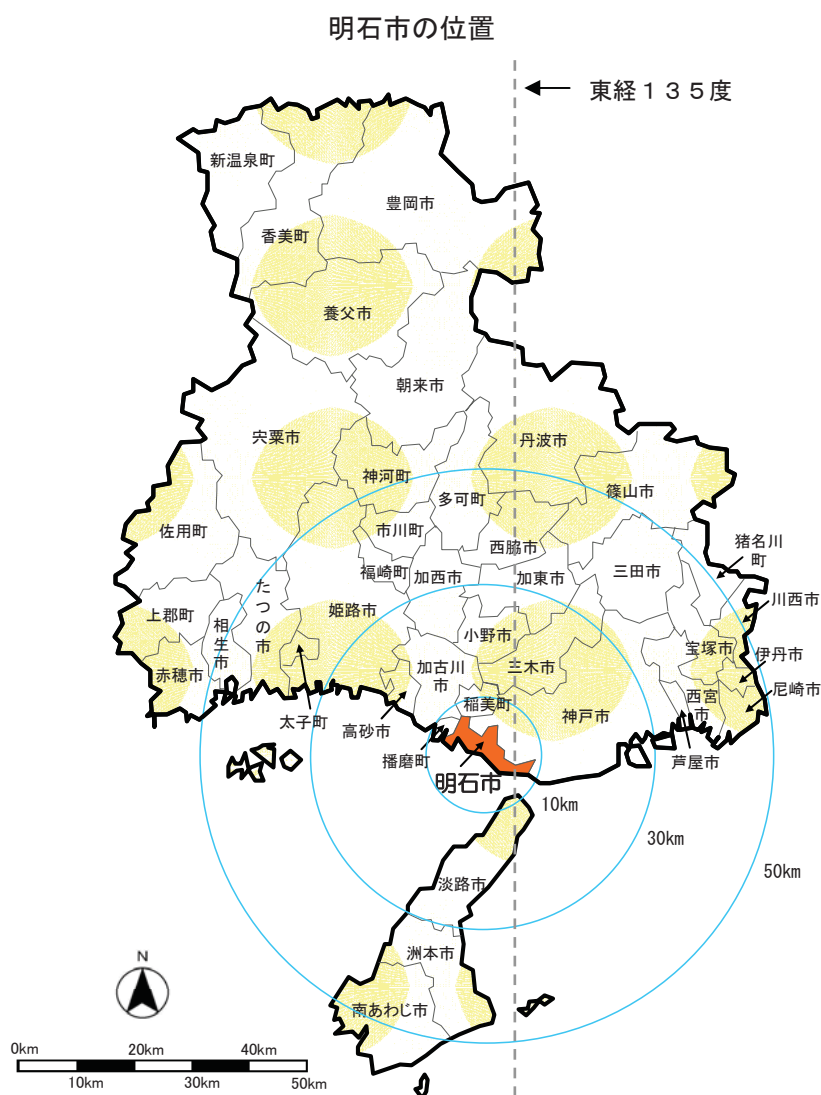 明石市の位置
東経135度
新温泉町
豊岡市
香美町
養父市
朝来市
宍粟市
丹波市
神河町
多可町
篠山市
佐用町
市川町
西脇市
猪名川
町
福崎町
加西市
加東市
三田市
たつの市
川西市
上郡町
相生市
姫路市
小野市
宝塚市
伊丹市
赤穂市
加古川
市
三木市
西宮
市
尼崎市
太子町
高砂市
稲美町
神戸市
播磨町
芦屋市
明石市
10km
30km
50km
淡路市
洲本市
南あわじ市
N
0km
20km
40km
10km
30km
50km